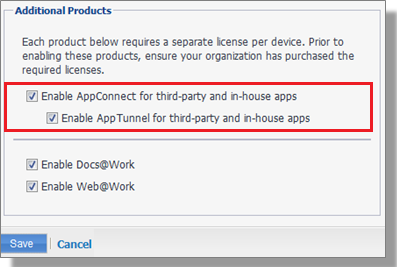 Additional Products
Each product below requires a separate license per device. Prior to
enabling these products, ensure your organization has purchased the
required licenses.
Enable AppConnect for third-party and in-house apps
Enable AppTunnel for third-party and in-house apps
Enable Docs@Work
Enable Web@Work
Save Cancel